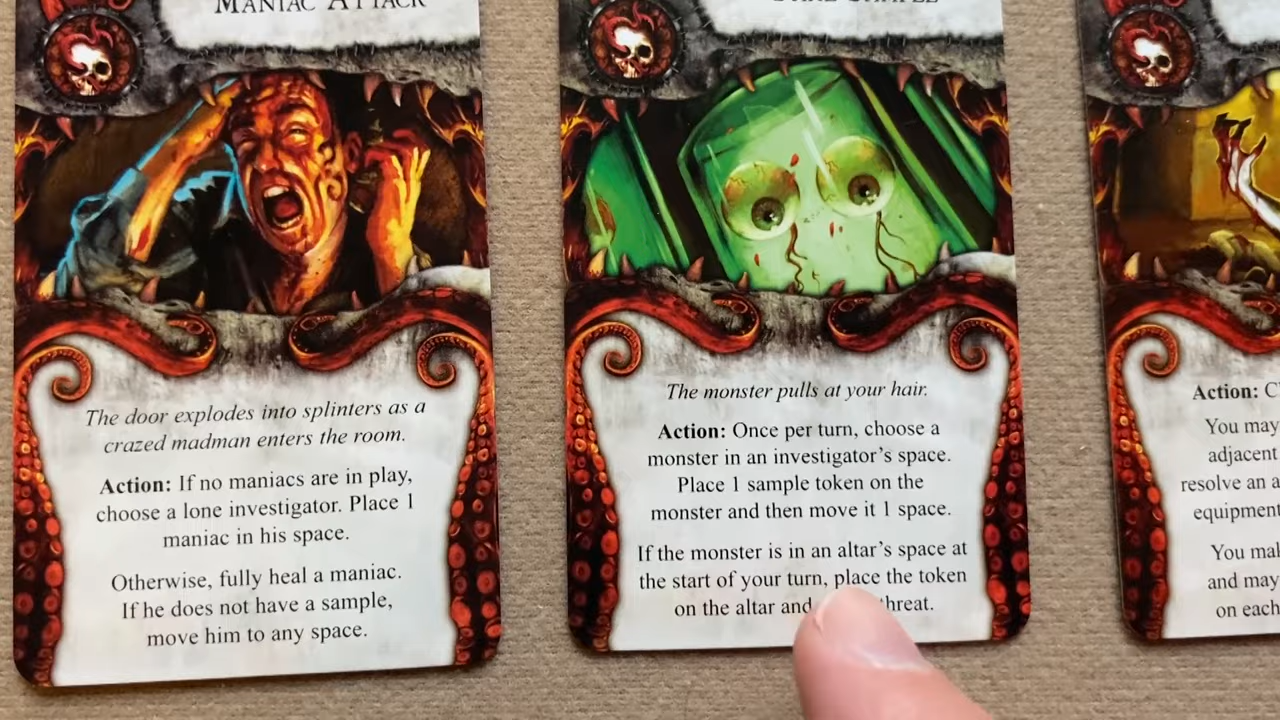 MANIAC ATTACK
The door explodes into splinters as a
crazed madman enters the room.
Action: If no maniacs are in play,
choose a lone investigator. Place 1
maniac in his space.
Otherwise, fully heal a maniac.
If he does not have a sample,
move him to any space.
The monster pulls at your hair.
Action: Once per turn, choose a
monster in an investigator's space.
Place 1 sample token on the
monster and then move it 1 space.
If the monster is in an altar's space at
the start of your turn, place the token
on the altar and threat.
Action: C
You may
adjacent
resolve an a
equipment
You ma
and may
on each